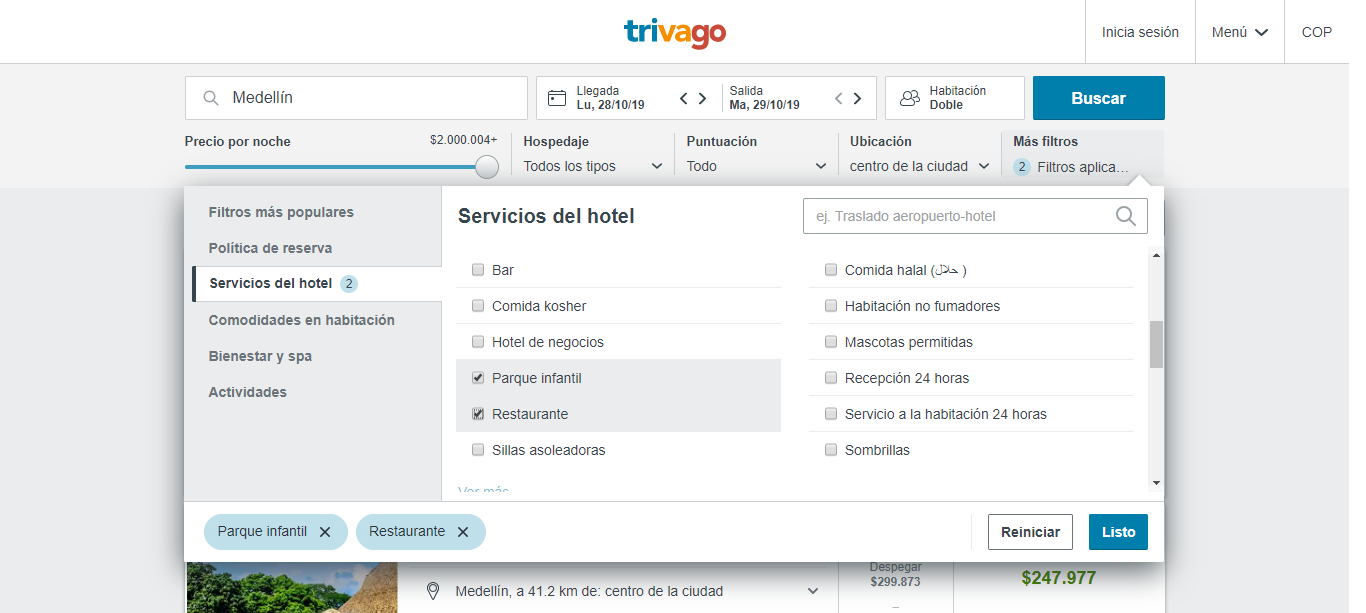 trivago
Inicia sesión
Menú
COP
Medellín
Llegada
Lu, 28/10/19
Salida
Ma, 29/10/19
Habitación
Doble
Buscar
Precio por noche
$2.000.004+
Hospedaje
Todos los tipos
Puntuación
Todo
Ubicación
centro de la ciudad
Más filtros
2 Filtros aplica…
Filtros más populares
Política de reserva
Servicios del hotel 2
Comodidades en habitación
Bienestar y spa
Actividades
Servicios del hotel
ej. Traslado aeropuerto-hotel
Bar
Comida kosher
Hotel de negocios
Parque infantil
Restaurante
Sillas asoleadoras
Ver más
Comida halal (حلال )
Habitación no fumadores
Mascotas permitidas
Recepción 24 horas
Servicio a la habitación 24 horas
Sombrillas
Parque infantil
Restaurante
Reiniciar
Listo
Medellín, a 41.2 km de: centro de la ciudad
Despegar
$299.873
$247.977